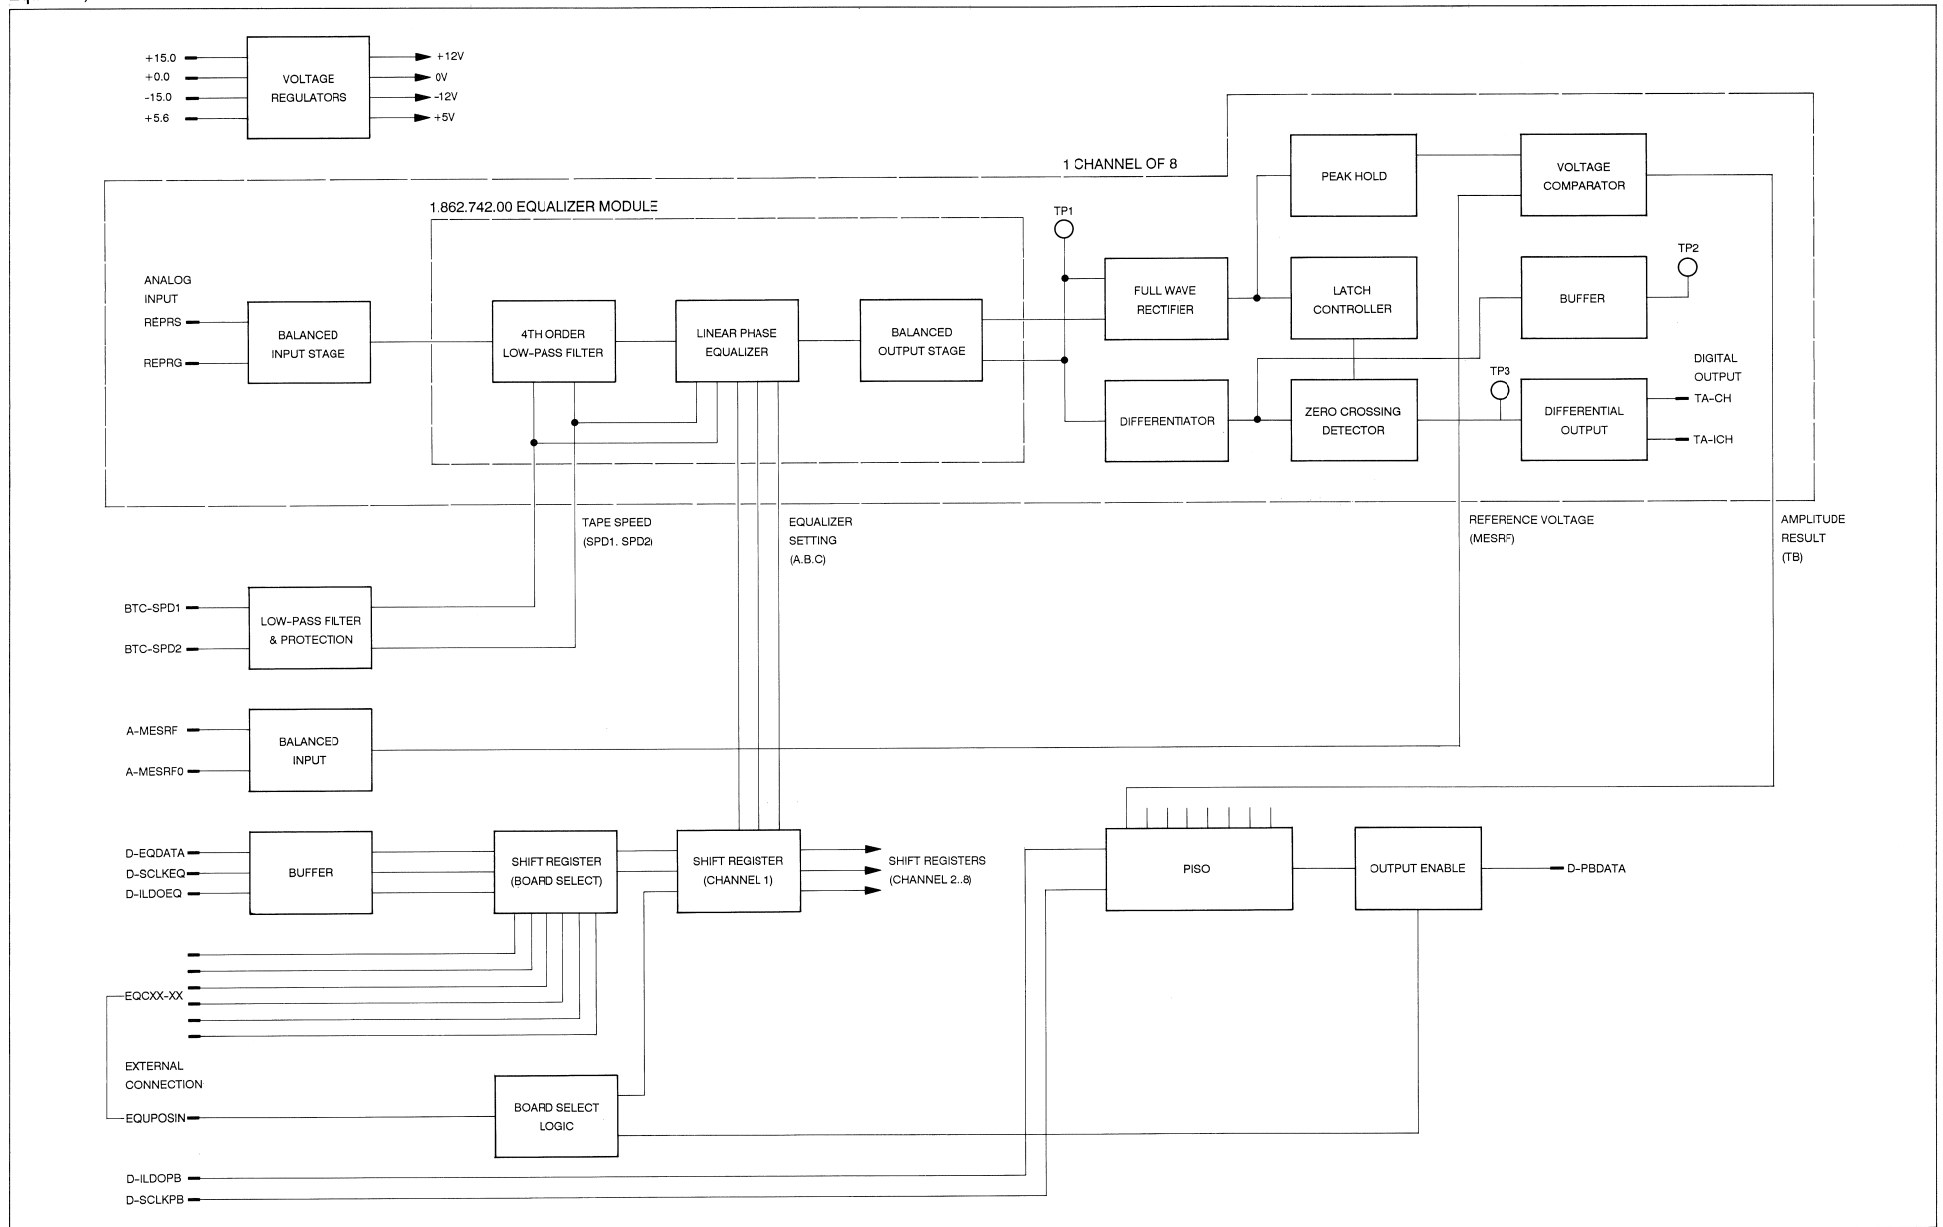 +15.0
+0.0
-15.0
+5.6
VOLTAGE
REGULATORS
+12V
0V
-12V
+5V
1 CHANNEL OF 8
1.862.742.00 EQUALIZER MODULE
ANALOG
INPUT
REPRS
REPRG
BALANCED
INPUT STAGE
4TH ORDER
LOW-PASS FILTER
LINEAR PHASE
EQUALIZER
BALANCED
OUTPUT STAGE
TP1
FULL WAVE
RECTIFIER
DIFFERENTIATOR
PEAK HOLD
LATCH
CONTROLLER
ZERO CROSSING
DETECTOR
VOLTAGE
COMPARATOR
BUFFER
TP2
TP3
DIFFERENTIAL
OUTPUT
DIGITAL
OUTPUT
TA-CH
TA-ICH
TAPE SPEED
(SPD1. SPD2)
EQUALIZER
SETTING
(A.B.C)
REFERENCE VOLTAGE
(MESRF)
AMPLITUDE
RESULT
(TB)
BTC-SPD1
BTC-SPD2
LOW-PASS FILTER
& PROTECTION
A-MESRF
A-MESRF0
BALANCED
INPUT
D-EQDATA
D-SCLKEQ
D-ILDOEQ
BUFFER
SHIFT REGISTER
(BOARD SELECT)
SHIFT REGISTER
(CHANNEL 1)
SHIFT REGISTERS
(CHANNEL 2..8)
PISO
OUTPUT ENABLE
D-PBDATA
EQCXX-XX
EXTERNAL
CONNECTION
EQUPOSIN
BOARD SELECT
LOGIC
D-ILDOPB
D-SCLKPB